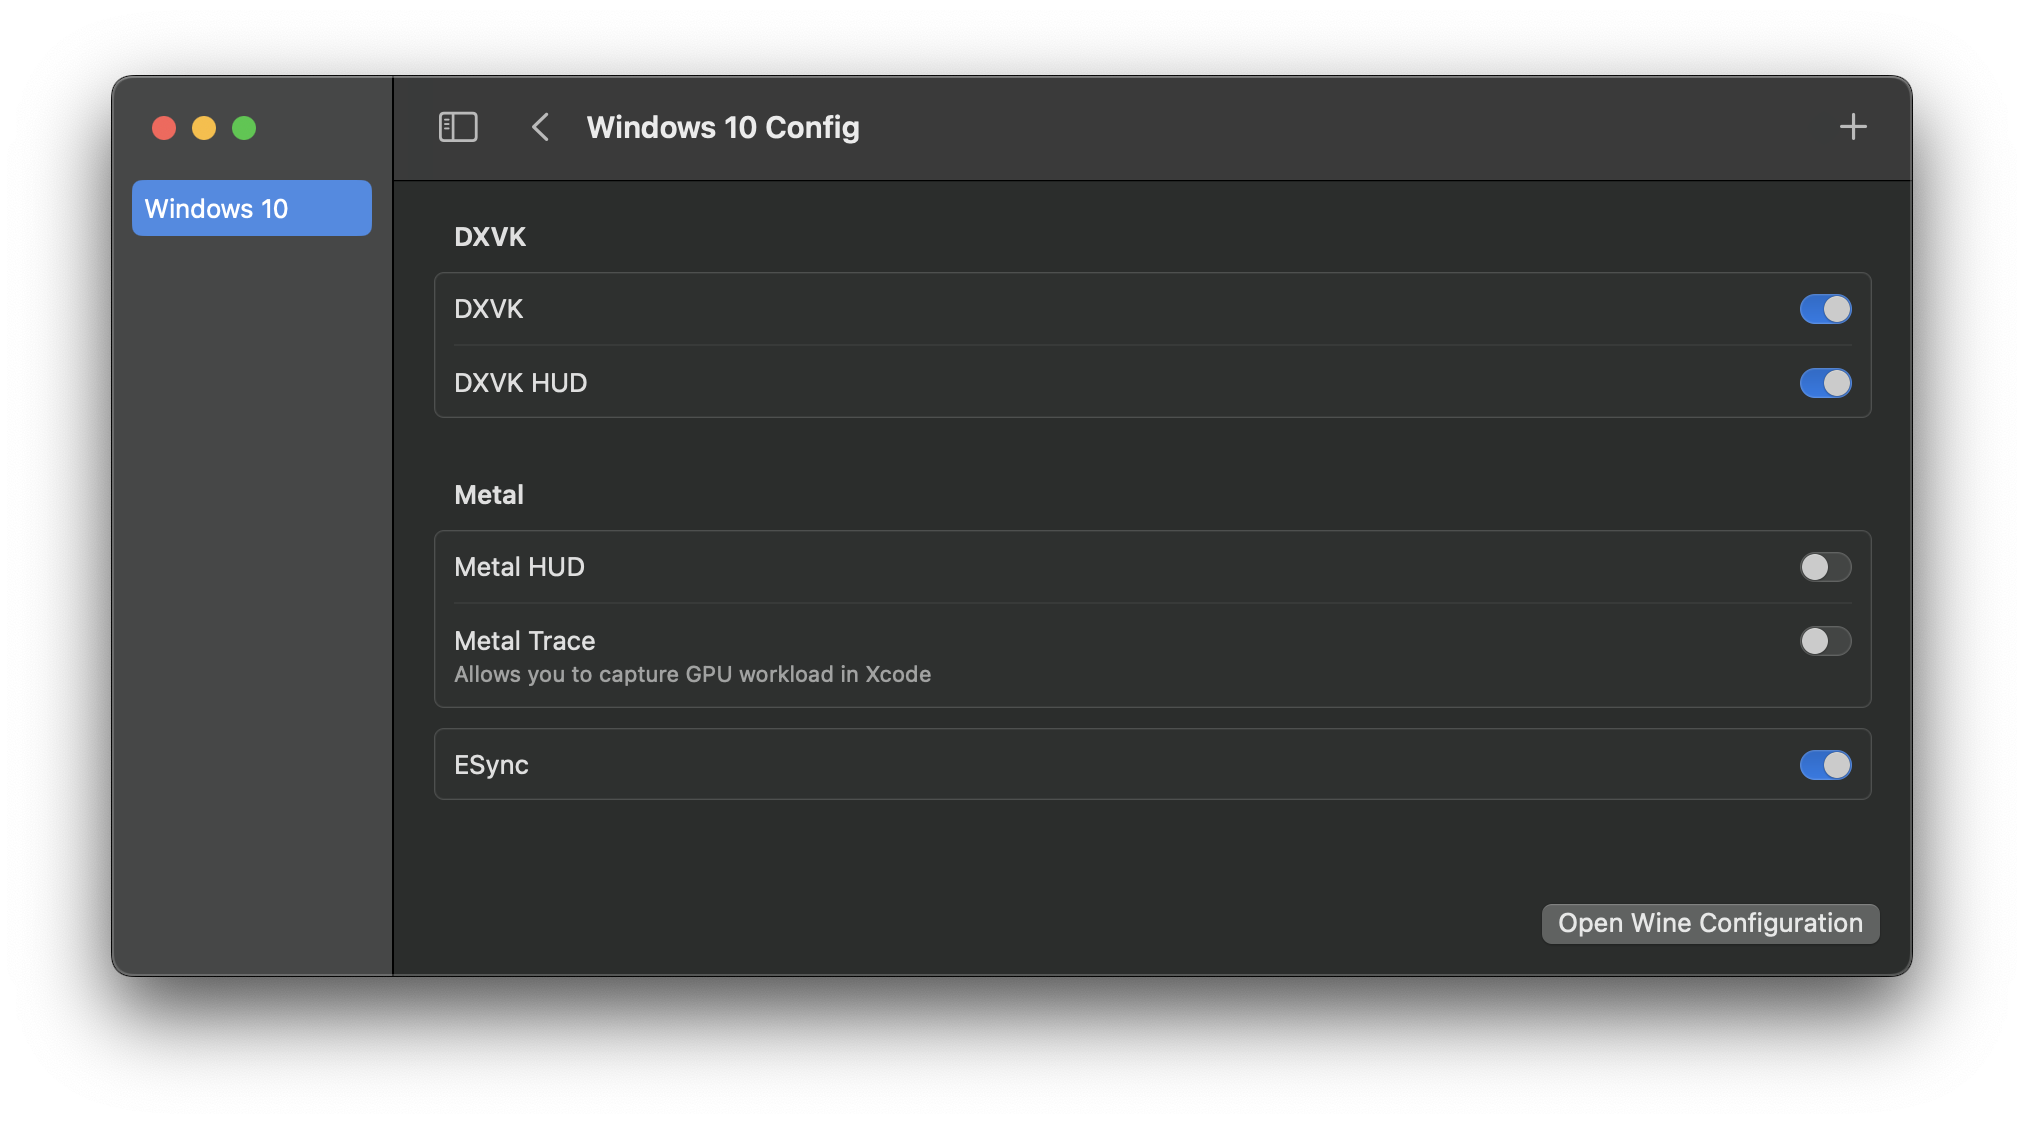 Windows 10 Config
Windows 10
DXVK
DXVK
DXVK HUD
Metal
Metal HUD
Metal Trace
Allows you to capture GPU workload in Xcode
ESync
Open Wine Configuration